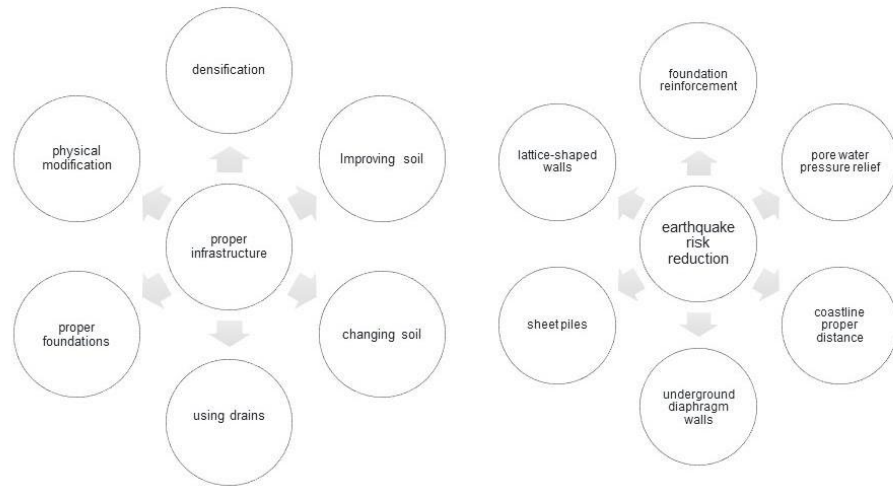 densification
physical
modification
Improving soil
proper
infrastructure
proper
foundations
changing soil
using drains
foundation
reinforcement
lattice-shaped
walls
pore water
pressure relief
earthquake
risk
reduction
sheet piles
coastline
proper
distance
underground
diaphragm
walls